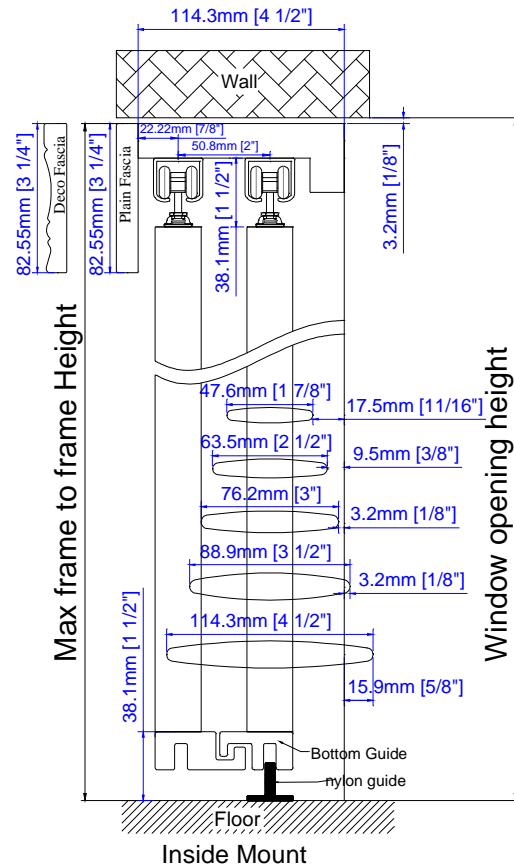 114.3mm [4 1/2"]
Wall
22.22mm [7/8"]
50.8mm [2"]
3.2mm [1/8"]
82.55mm [3 1/4"]
Deco Fascia
82.55mm [3 1/4"]
Plain Fascia
38.1mm [1 1/2"]
Max frame to frame Height
Window opening height
47.6mm [1 7/8"]
17.5mm [11/16"]
63.5mm [2 1/2"]
9.5mm [3/8"]
76.2mm [3"]
3.2mm [1/8"]
88.9mm [3 1/2"]
3.2mm [1/8"]
114.3mm [4 1/2"]
15.9mm [5/8"]
38.1mm [1 1/2"]
Bottom Guide
nylon guide
Floor
Inside Mount